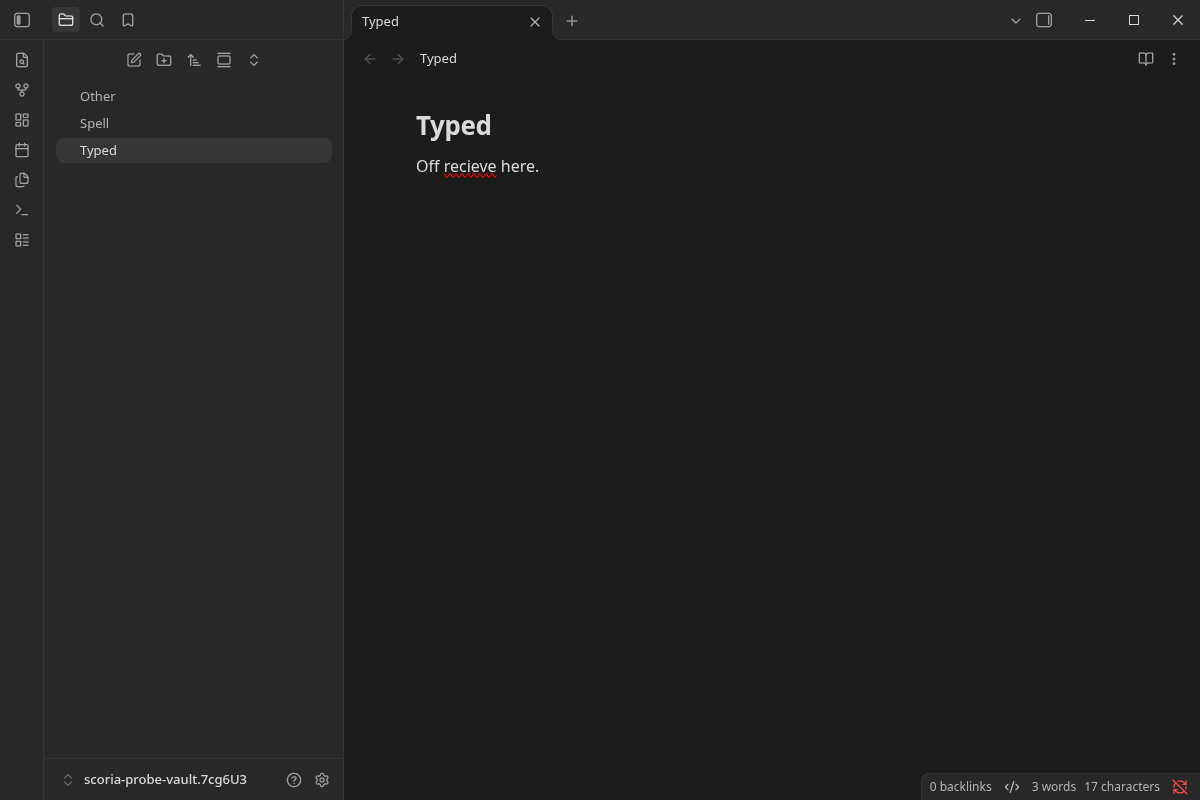 Typed
Typed
Other
Spell
Typed
Typed
Off recieve here.
scoria-probe-vault.7cg6U3
0 backlinks
3 words
17 characters